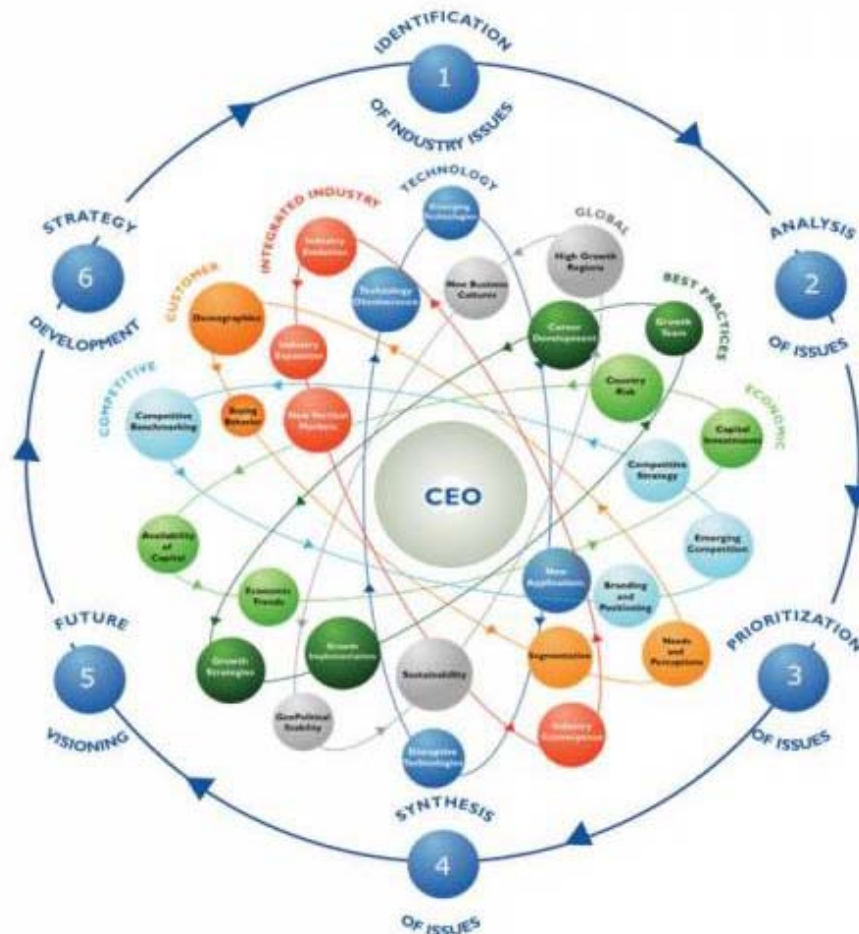 IDENTIFICATION
1
OF INDUSTRY ISSUES
ANALYSIS
2
OF ISSUES
PRIORITIZATION
3
OF ISSUES
SYNTHESIS
4
OF ISSUES
FUTURE
5
VISIONING
STRATEGY
6
DEVELOPMENT
TECHNOLOGY
Emerging
Technologies
Technology
Obsolescence
New
Applications
Disruptive
Technologies
GLOBAL
High Growth
Regions
New Business
Cultures
Sustainability
GeoPolitical
Stability
BEST PRACTICES
Career
Development
Growth
Team
Growth
Strategies
Growth
Implementation
ECONOMIC
Country
Risk
Capital
Investments
Availability
of
Capital
Economic
Trends
COMPETITIVE
Competitive
Benchmarking
Competitive
Strategy
Emerging
Competition
Branding
and
Positioning
CUSTOMER
Demographics
Buying
Behavior
Segmentation
Needs
and
Perceptions
INTEGRATED INDUSTRY
Industry
Evolution
Industry
Expansion
New Vertical
Markets
Industry
Convergence
CEO